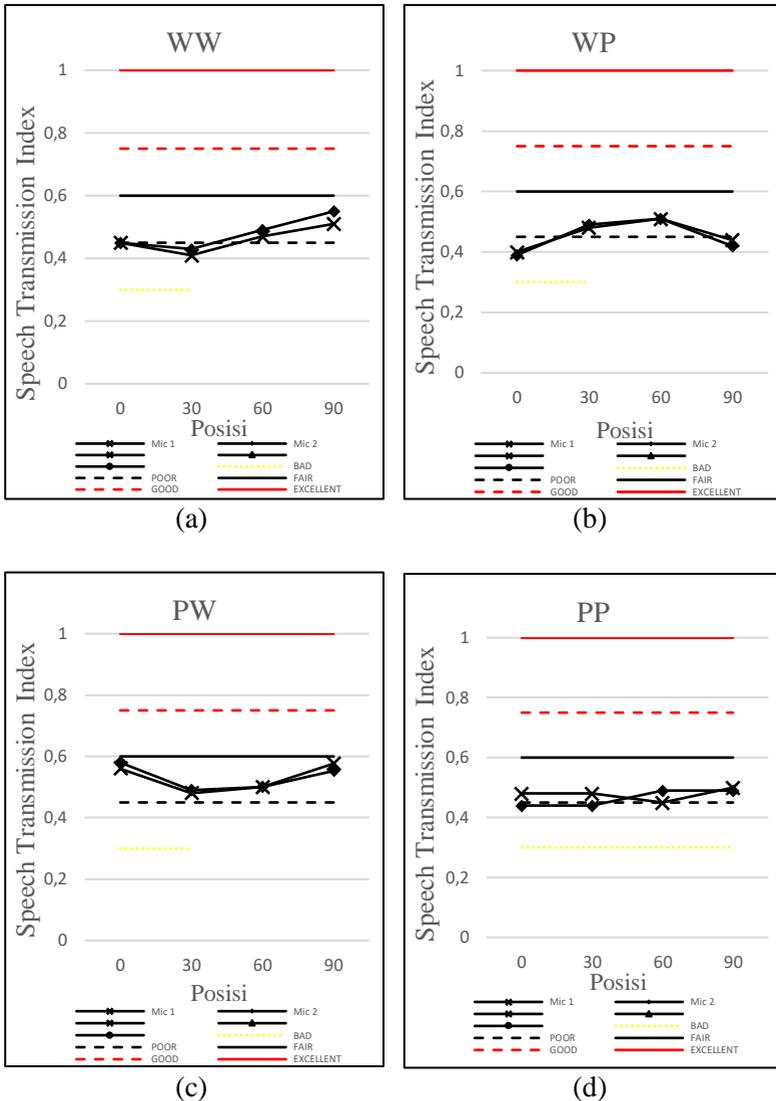 WW
Speech Transmission Index
1
0,8
0,6
0,4
0,2
0
0 30 60 90
Posisi
Mic 1 Mic 2
BAD
POOR FAIR
GOOD EXCELLENT
(a)
WP
Speech Transmission Index
1
0,8
0,6
0,4
0,2
0
0 30 60 90
Posisi
Mic 1 Mic 2
BAD
POOR FAIR
GOOD EXCELLENT
(b)
PW
Speech Transmission Index
1
0,8
0,6
0,4
0,2
0
0 30 60 90
Posisi
Mic 1 Mic 2
BAD
POOR FAIR
GOOD EXCELLENT
(c)
PP
Speech Transmission Index
1
0,8
0,6
0,4
0,2
0
0 30 60 90
Posisi
Mic 1 Mic 2
BAD
POOR FAIR
GOOD EXCELLENT
(d)